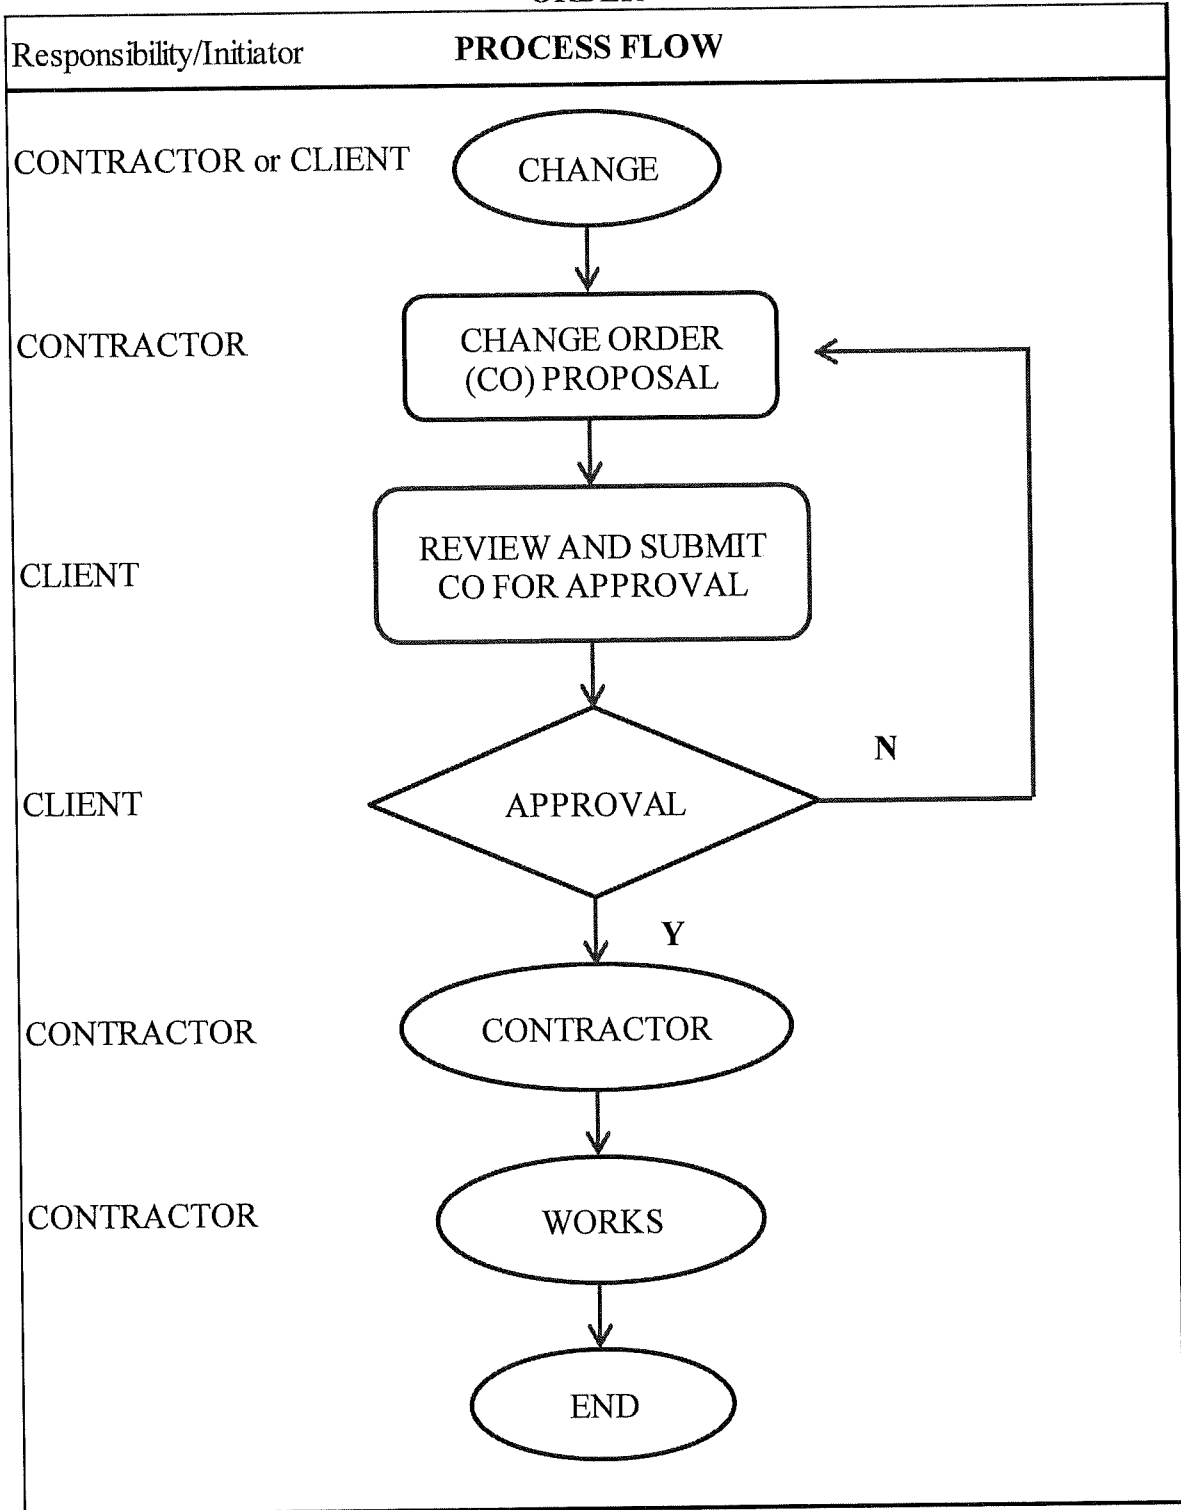 Responsibility/Initiator PROCESS FLOW
CONTRACTOR or CLIENT CHANGE
CONTRACTOR CHANGE ORDER
(CO) PROPOSAL
CLIENT REVIEW AND SUBMIT
CO FOR APPROVAL
N
CLIENT APPROVAL
Y
CONTRACTOR CONTRACTOR
CONTRACTOR WORKS
END